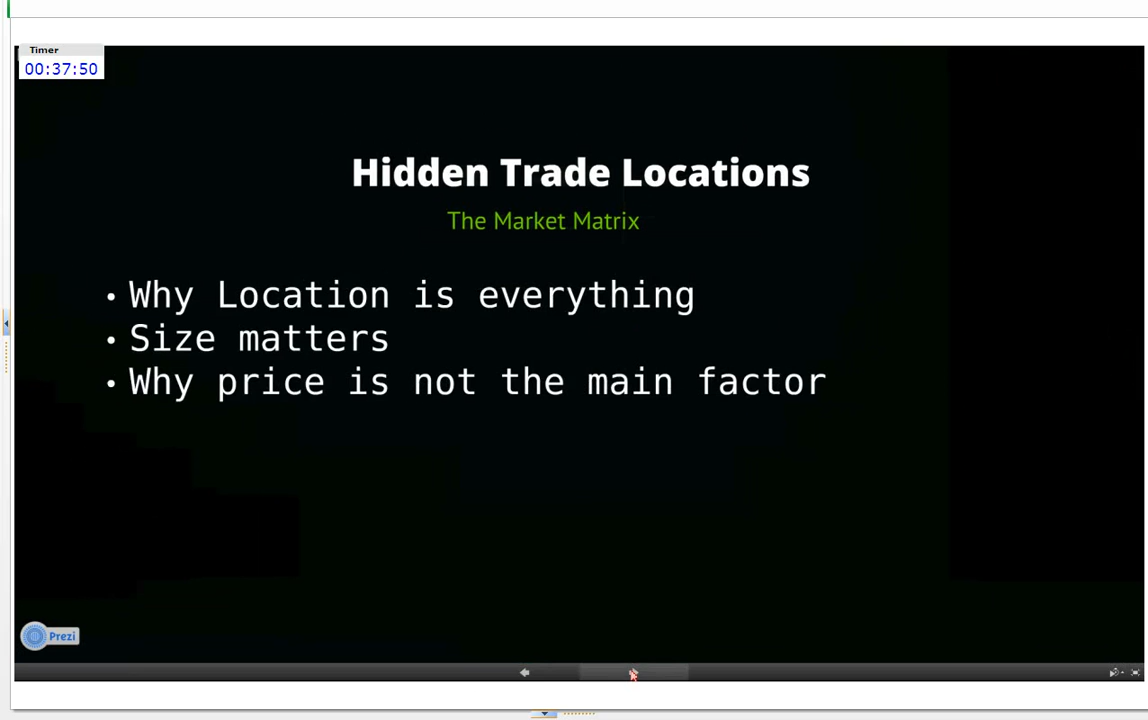 Timer
00:37:50
Hidden Trade Locations
The Market Matrix
• Why Location is everything
• Size matters
• Why price is not the main factor
Prezi